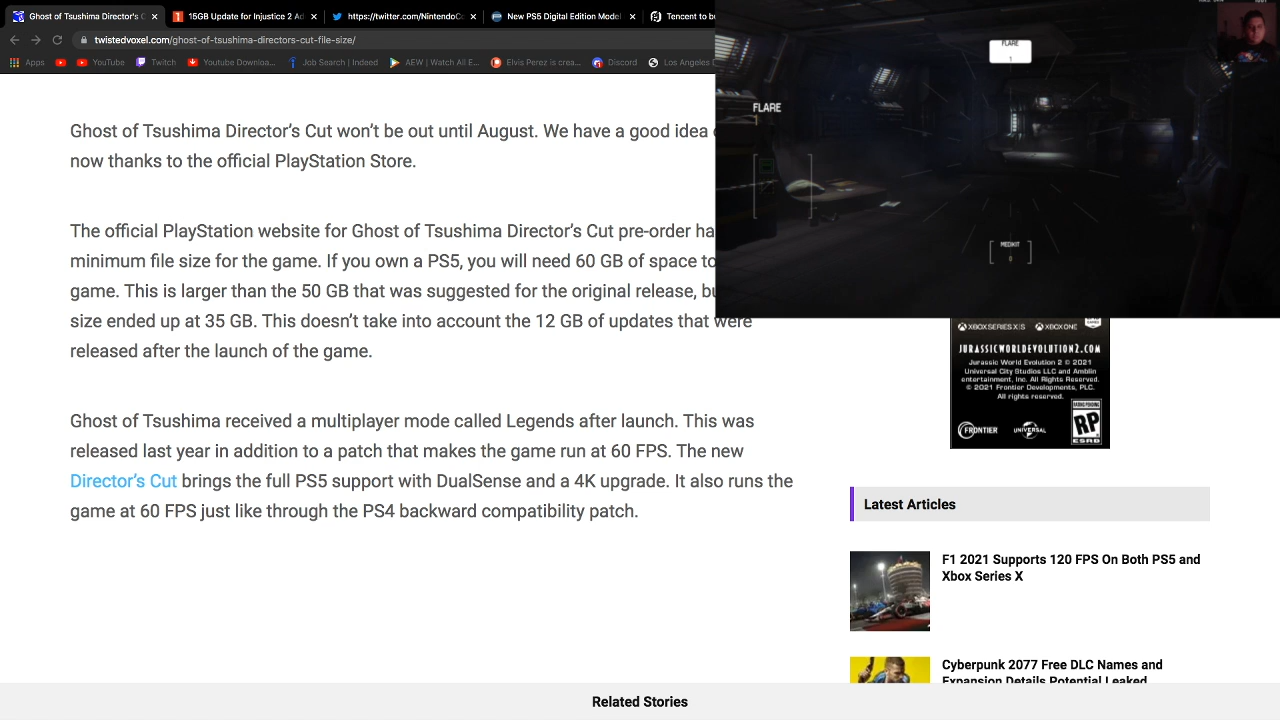 Ghost of Tsushima Director's C
15GB Update for Injustice 2 Ad
https://twitter.com/NintendoCo
New PS5 Digital Edition Model
Tencent to bu
twistedvoxel.com/ghost-of-tsushima-directors-cut-file-size/
Apps
YouTube
Twitch
Youtube Downloa...
Job Search | Indeed
AEW | Watch All E...
Elvis Perez is crea...
Discord
Los Angeles
FLARE
1
FLARE
MEDKIT
0
Ghost of Tsushima Director's Cut won't be out until August. We have a good idea
now thanks to the official PlayStation Store.
The official PlayStation website for Ghost of Tsushima Director's Cut pre-order ha
minimum file size for the game. If you own a PS5, you will need 60 GB of space to
game. This is larger than the 50 GB that was suggested for the original release, bu
size ended up at 35 GB. This doesn't take into account the 12 GB of updates that were
released after the launch of the game.
Ghost of Tsushima received a multiplayer mode called Legends after launch. This was
released last year in addition to a patch that makes the game run at 60 FPS. The new
Director's Cut brings the full PS5 support with DualSense and a 4K upgrade. It also runs the
game at 60 FPS just like through the PS4 backward compatibility patch.
XBOX SERIES X|S XBOX ONE
JURASSICWORLDEVOLUTION2.COM
Jurassic World Evolution 2 © 2021
Universal City Studios LLC and Amblin
entertainment, Inc. All Rights Reserved.
© 2021 Frontier Developments, PLC.
All rights reserved.
FRONTIER
UNIVERSAL
RATING PENDING
RP
ESRB
Latest Articles
F1 2021 Supports 120 FPS On Both PS5 and
Xbox Series X
Cyberpunk 2077 Free DLC Names and
Expansion Details Potential Leaked
Related Stories